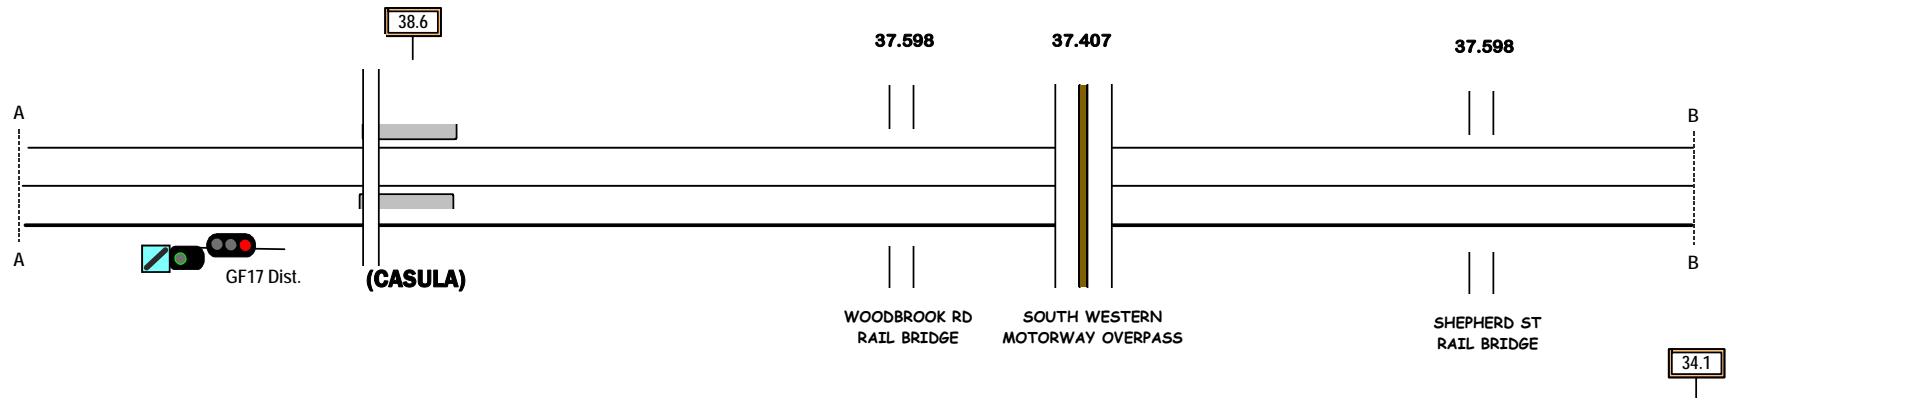 38.6
37.598
37.407
37.598
A
B
A
B
GF17 Dist.
(CASULA)
WOODBROOK RD
RAIL BRIDGE
SOUTH WESTERN
MOTORWAY OVERPASS
SHEPHERD ST
RAIL BRIDGE
34.1